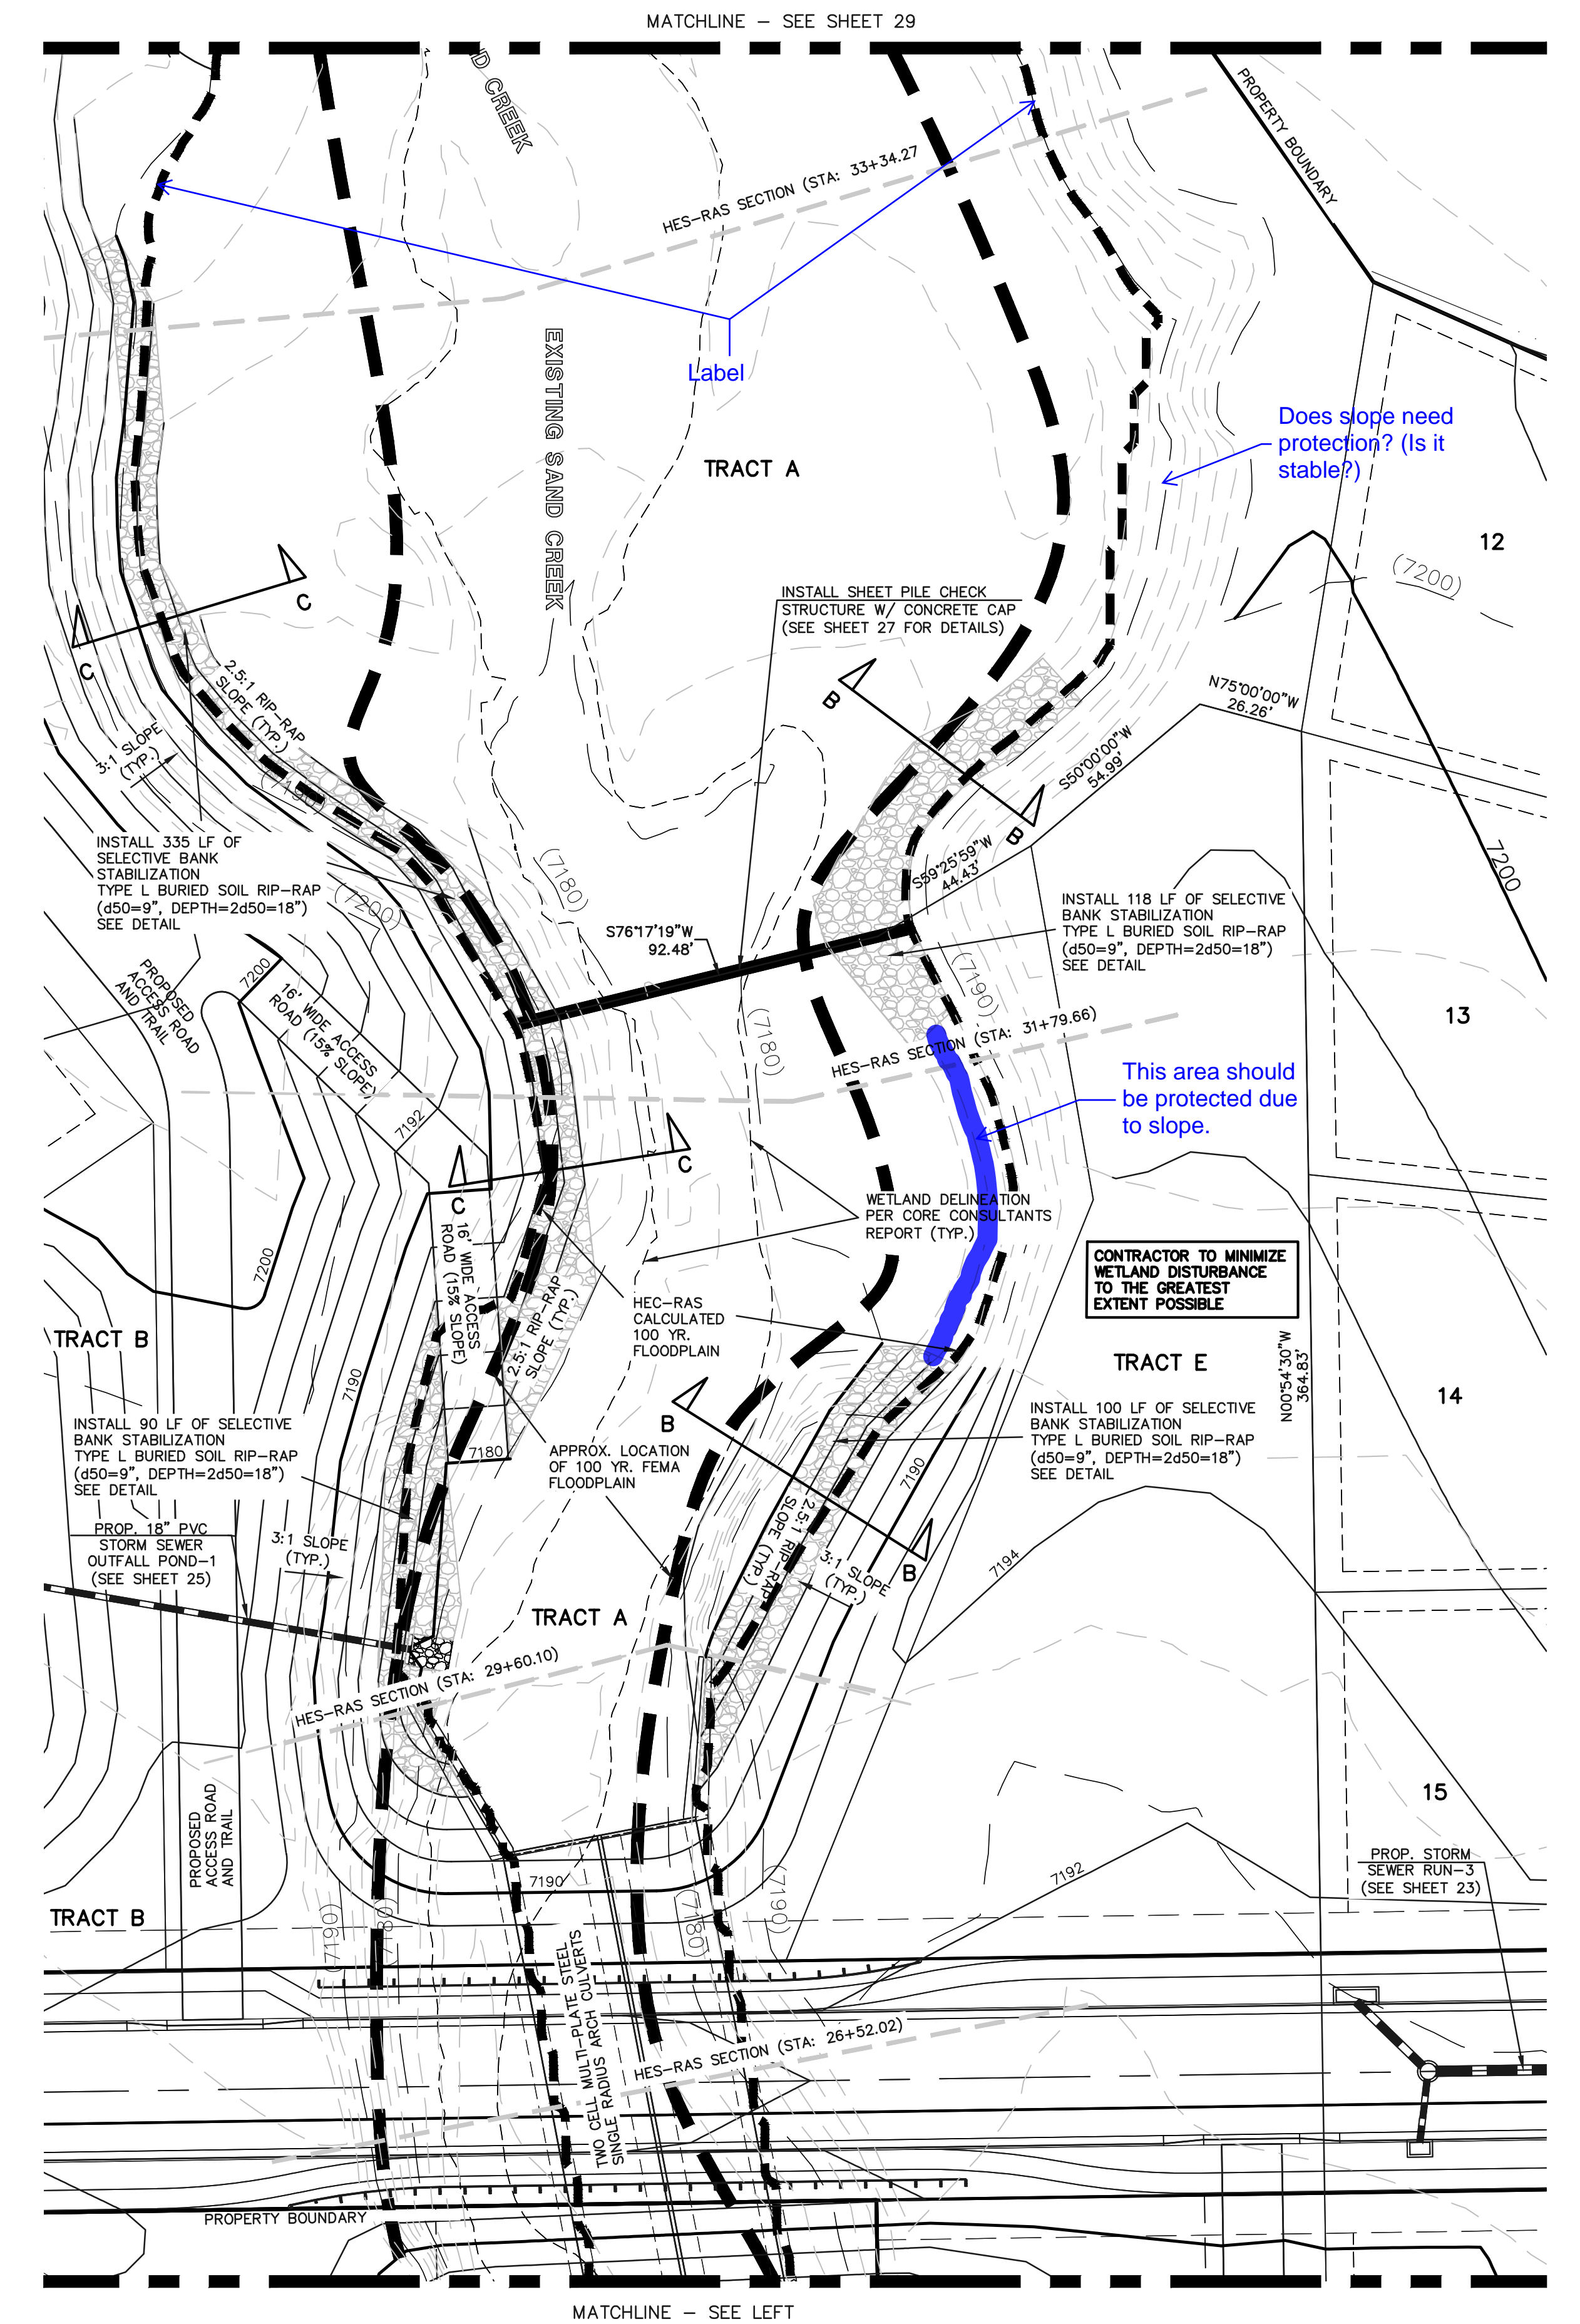 MATCHLINE – SEE SHEET 29
D CREEK
PROPERTY BOUNDARY
HES-RAS SECTION (STA: 33+34.27
Label
EXISTING SAND CREEK
Does slope need
protection? (Is it
stable?)
TRACT A
12
(7200)
INSTALL SHEET PILE CHECK
STRUCTURE W/ CONCRETE CAP
(SEE SHEET 27 FOR DETAILS)
C
C
B
B
2.5:1 RIP-RAP
SLOPE (TYP.)
3:1 SLOPE
(TYP.)
(7190)
N75°00'00"W
26.26'
S50°00'00"W
54.99'
S59°25'59"W
44.43'
7200
INSTALL 335 LF OF
SELECTIVE BANK
STABILIZATION
TYPE L BURIED SOIL RIP-RAP
(d50=9", DEPTH=2d50=18")
SEE DETAIL
(7200)
(7180)
S76°17'19"W
92.48'
INSTALL 118 LF OF SELECTIVE
BANK STABILIZATION
TYPE L BURIED SOIL RIP-RAP
(d50=9", DEPTH=2d50=18")
SEE DETAIL
PROPOSED
ACCESS ROAD
AND TRAIL
7200
16' WIDE ACCESS
ROAD (15% SLOPE)
7192
(7190)
(7180)
13
HES-RAS SECTION (STA: 31+79.66)
This area should
be protected due
to slope.
C
C
WETLAND DELINEATION
PER CORE CONSULTANTS
REPORT (TYP.)
16' WIDE ACCESS
ROAD (15% SLOPE)
7200
CONTRACTOR TO MINIMIZE
WETLAND DISTURBANCE
TO THE GREATEST
EXTENT POSSIBLE
HEC-RAS
CALCULATED
100 YR.
FLOODPLAIN
2.5:1 RIP-RAP
SLOPE (TYP.)
TRACT B
TRACT E
N00°54'30"W
364.83'
14
7190
B
B
INSTALL 90 LF OF SELECTIVE
BANK STABILIZATION
TYPE L BURIED SOIL RIP-RAP
(d50=9", DEPTH=2d50=18")
SEE DETAIL
7180
APPROX. LOCATION
OF 100 YR. FEMA
FLOODPLAIN
INSTALL 100 LF OF SELECTIVE
BANK STABILIZATION
TYPE L BURIED SOIL RIP-RAP
(d50=9", DEPTH=2d50=18")
SEE DETAIL
7190
PROP. 18" PVC
STORM SEWER
OUTFALL POND-1
(SEE SHEET 25)
3:1 SLOPE
(TYP.)
2.5:1 RIP-RAP
SLOPE (TYP.)
3:1 SLOPE
(TYP.)
7194
TRACT A
HES-RAS SECTION (STA: 29+60.10)
15
PROPOSED
ACCESS ROAD
AND TRAIL
PROP. STORM
SEWER RUN-3
(SEE SHEET 23)
7192
7190
TRACT B
(7190)
(7180)
(7180)
(7190)
TWO CELL MULTI-PLATE STEEL
SINGLE RADIUS ARCH CULVERTS
HES-RAS SECTION (STA: 26+52.02)
PROPERTY BOUNDARY
MATCHLINE – SEE LEFT